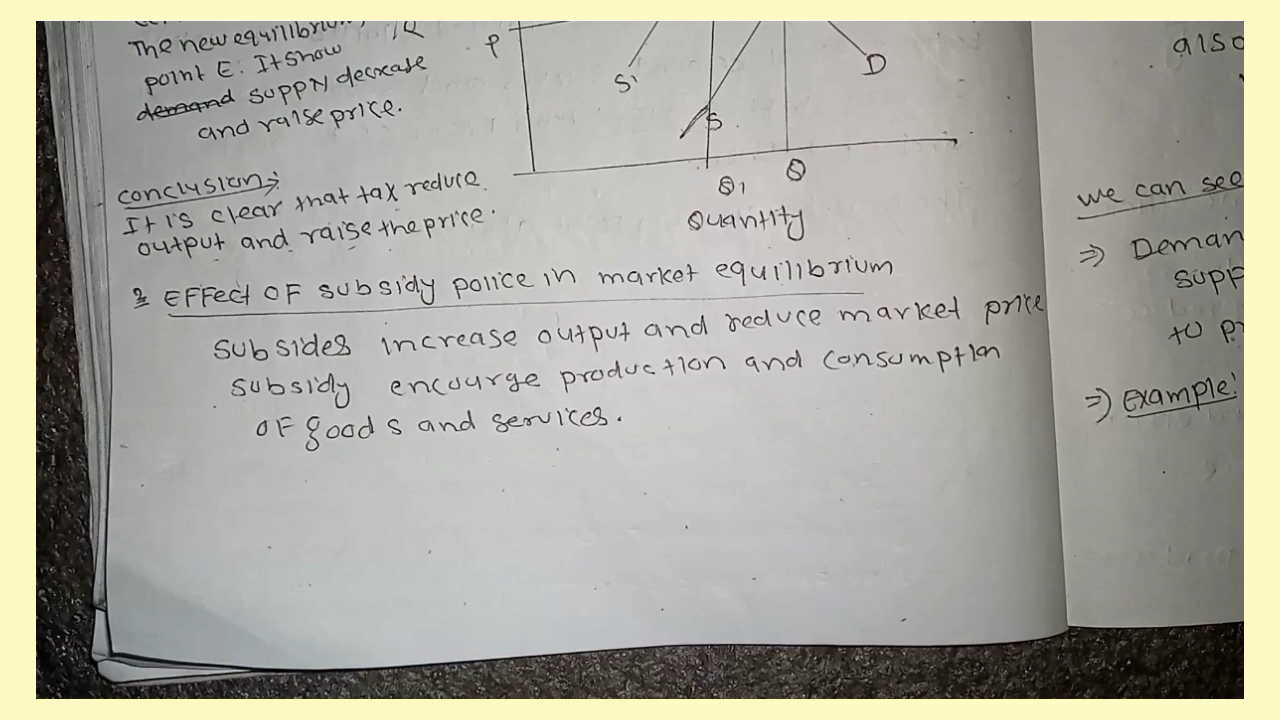 The new equilibrium,
point E: It show
demand supply decrease
and raise price.
P
S'
S
D
Q1
Q
Quantity
conclusion⇒
It is clear that tax reduce
output and raise the price.
2 Effect OF subsidy police in market equilibrium
subsides increase output and reduce market price
subsidy encourge production and consumption
OF goods and services.
also
we can see
⇒ Deman
supp
to pr
⇒ Example: